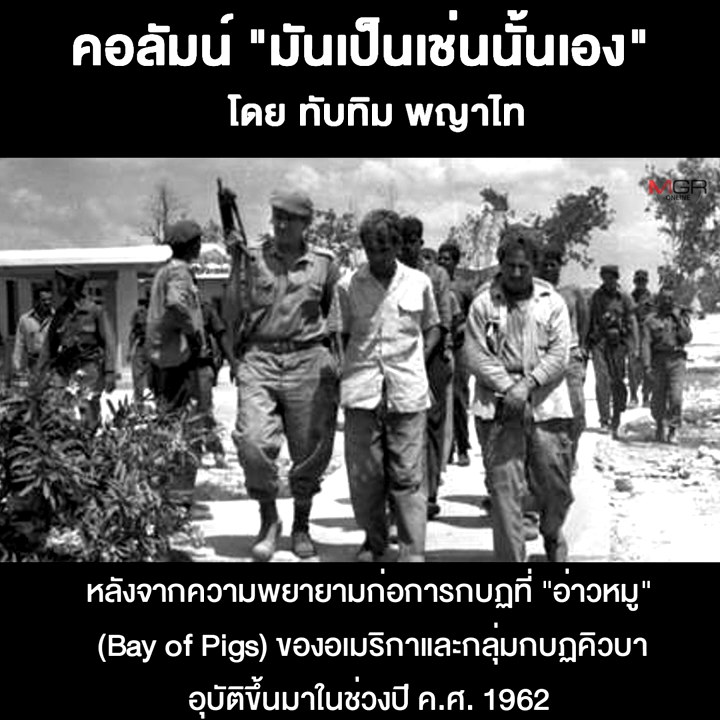 คอลัมน์ "มันเป็นเช่นนั้นเอง"
โดย ทับทิม พญาไท
MGR
ONLINE
หลังจากความพยายามก่อการกบฏที่ "อ่าวหมู"
(Bay of Pigs) ของอเมริกาและกลุ่มกบฏคิวบา
อุบัติขึ้นมาในช่วงปี ค.ศ. 1962